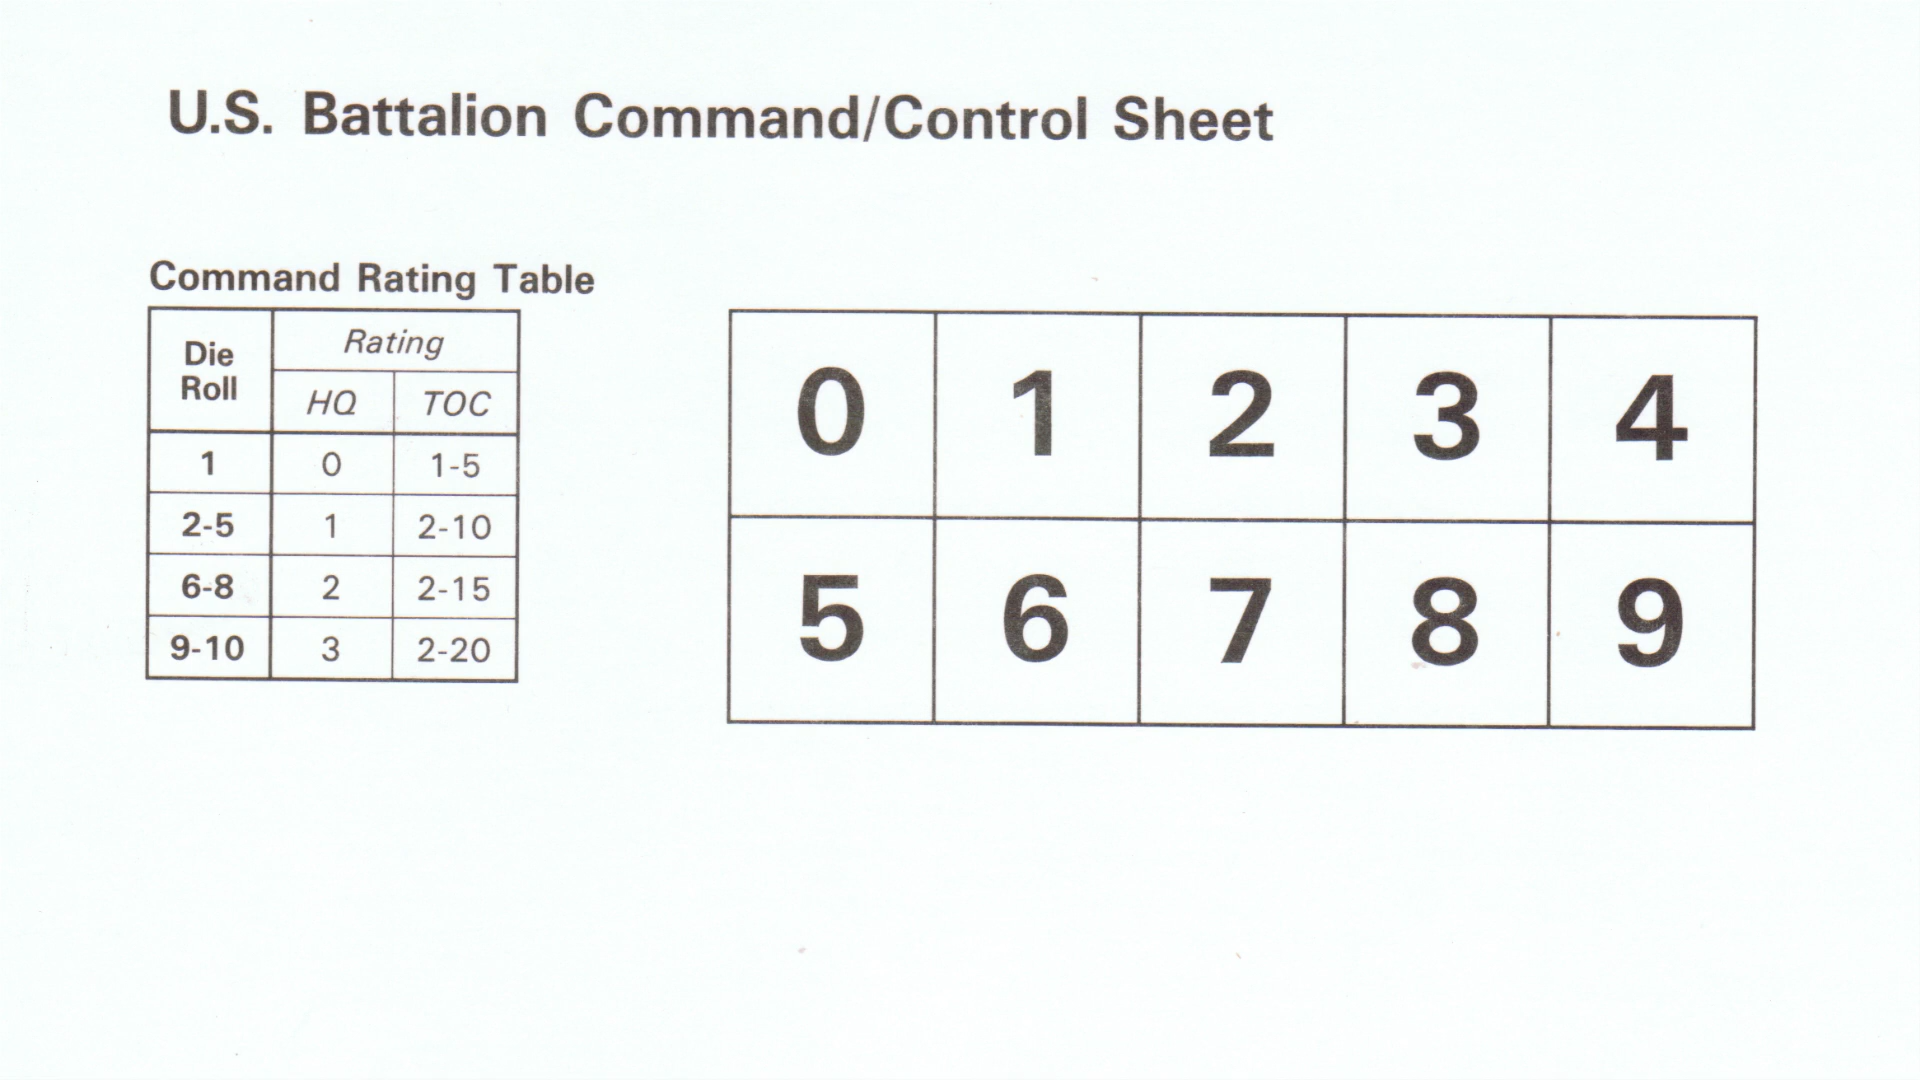 U.S. Battalion Command/Control Sheet
Command Rating Table
Die Roll Rating
HQ TOC
1 0 1-5
2-5 1 2-10
6-8 2 2-15
9-10 3 2-20
0 1 2 3 4
5 6 7 8 9